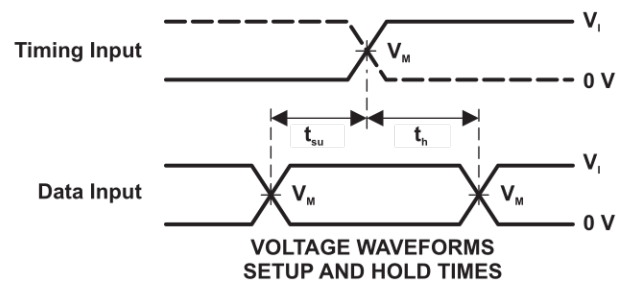 V_I
Timing Input
V_M
0 V
t_su
t_h
V_I
Data Input
V_M
V_M
0 V
VOLTAGE WAVEFORMS
SETUP AND HOLD TIMES